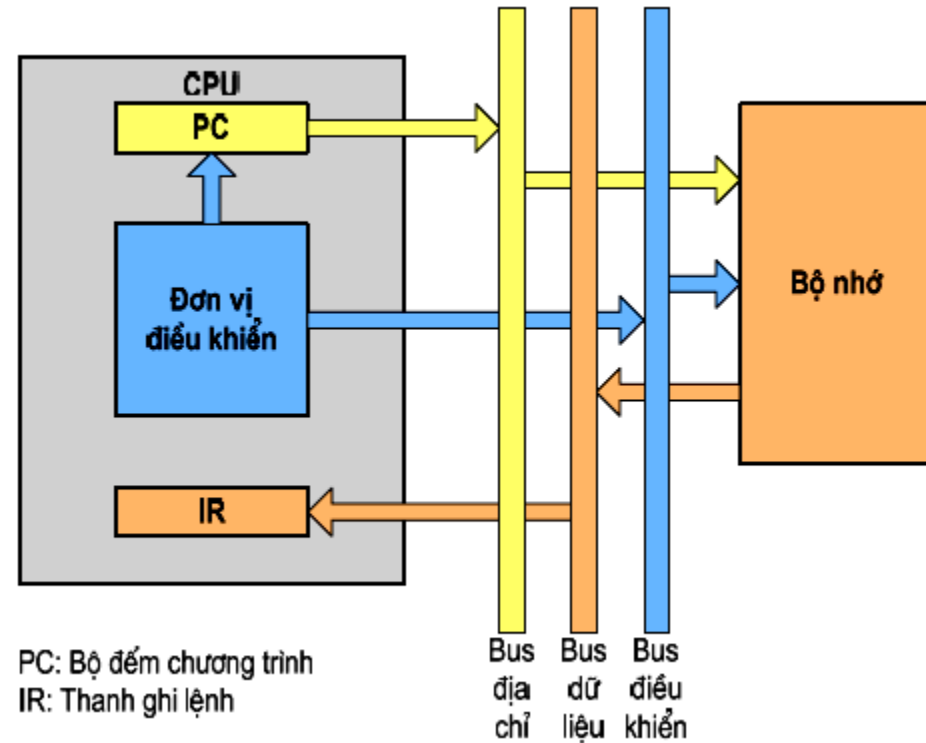 CPU
PC
Đơn vị
điều khiển
IR
Bộ nhớ
PC: Bộ đếm chương trình
IR: Thanh ghi lệnh
Bus
địa
chỉ
Bus
dữ
liệu
Bus
điều
khiển